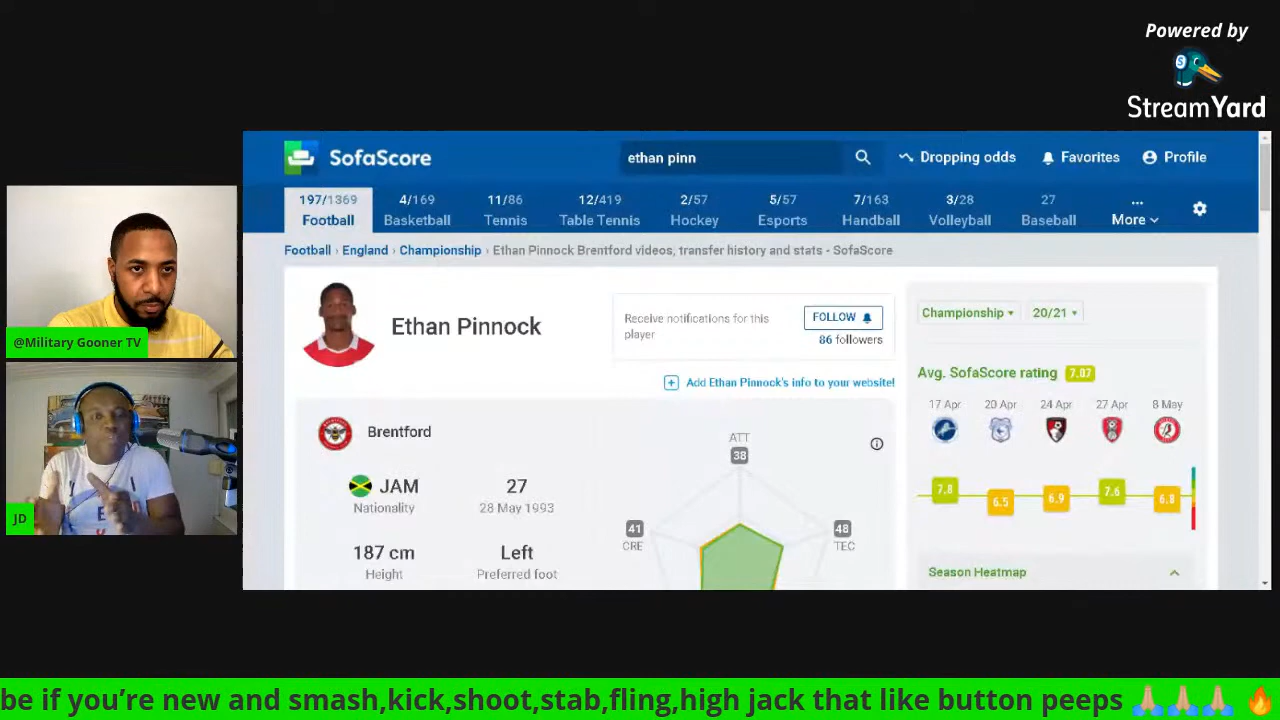 Powered by
StreamYard
SofaScore
ethan pinn
Dropping odds
Favorites
Profile
197/1369
Football
4/169
Basketball
11/86
Tennis
12/419
Table Tennis
2/57
Hockey
5/57
Esports
7/163
Handball
3/28
Volleyball
27
Baseball
...
More
Football › England › Championship › Ethan Pinnock Brentford videos, transfer history and stats - SofaScore
Ethan Pinnock
Receive notifications for this
player
FOLLOW
86 followers
Add Ethan Pinnock's info to your website!
Brentford
JAM
Nationality
27
28 May 1993
187 cm
Height
Left
Preferred foot
ATT
38
41
CRE
48
TEC
Championship
20/21
Avg. SofaScore rating 7.07
17 Apr 20 Apr 24 Apr 27 Apr 8 May
7.8 6.5 6.9 7.6 6.8
Season Heatmap
@Military Gooner TV
JD
be if you’re new and smash,kick,shoot,stab,fling,high jack that like button peeps 🙏🏼🙏🏼🙏🏼 🔥